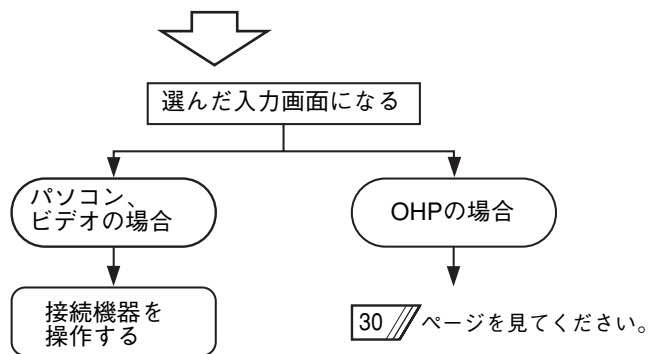 選んだ入力画面になる
パソコン、
ビデオの場合
OHPの場合
接続機器を
操作する
30 ページを見てください。